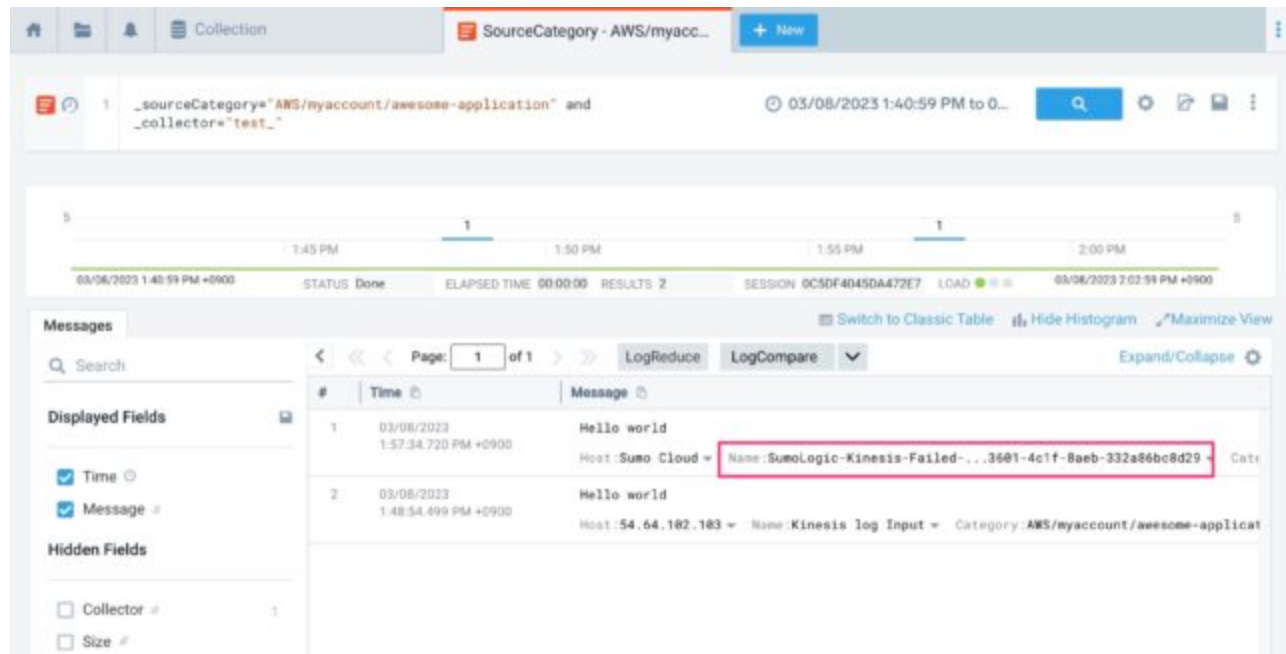 Collection
SourceCategory - AWS/myacc...
+ New
1
_sourceCategory="AWS/myaccount/awesome-application" and
_collector="test_"
03/08/2023 1:40:59 PM to 0...
5
1
1
5
1:45 PM
1:50 PM
1:55 PM
2:00 PM
03/08/2023 1:40:59 PM +0900
STATUS Done
ELAPSED TIME 00:00:00
RESULTS 2
SESSION 0C5DF4045DA472E7
LOAD
03/08/2023 2:02:59 PM +0900
Messages
Switch to Classic Table
Hide Histogram
Maximize View
Search
Page: 1 of 1
LogReduce
LogCompare
Expand/Collapse
# Time Message
Displayed Fields
Time
Message
Hidden Fields
Collector 1
Size
1
03/08/2023
1:57:34.720 PM +0900
Hello world
Host:Sumo Cloud Name:SumoLogic-Kinesis-Failed-...3601-4c1f-8aeb-332a86bc8d29 Cate
2
03/08/2023
1:48:54.499 PM +0900
Hello world
Host:54.64.102.103 Name:Kinesis log Input Category:AWS/myaccount/awesome-applicat